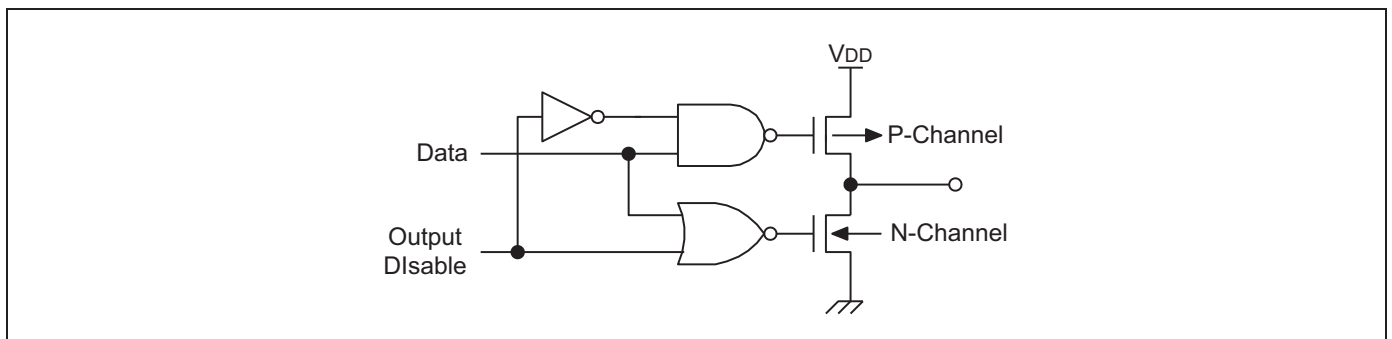 VDD
P-Channel
Data
Output
DIsable
N-Channel